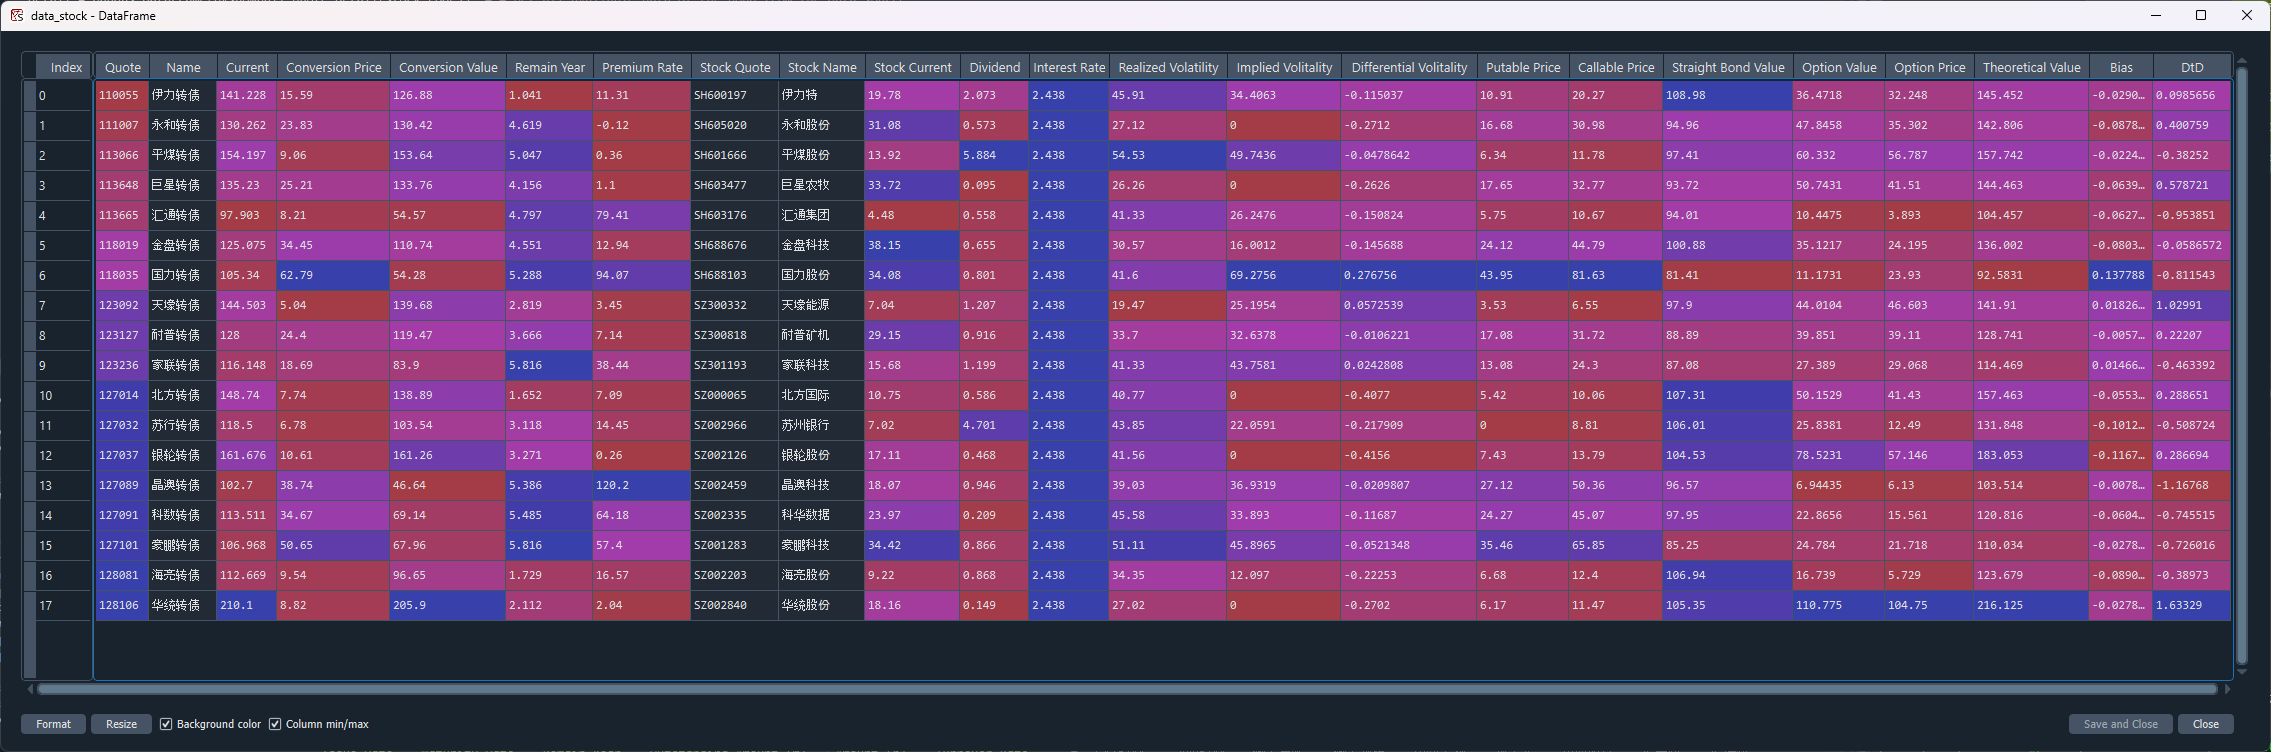 data_stock - DataFrame
Index Quote Name Current Conversion Price Conversion Value Remain Year Premium Rate Stock Quote Stock Name Stock Current Dividend Interest Rate Realized Volatility Implied Volitality Differential Volitality Putable Price Callable Price Straight Bond Value Option Value Option Price Theoretical Value Bias DtD
0 110055 伊力转债 141.228 15.59 126.88 1.041 11.31 SH600197 伊力特 19.78 2.073 2.438 45.91 34.4063 -0.115037 10.91 20.27 108.98 36.4718 32.248 145.452 -0.0290… 0.0985656
1 111007 永和转债 130.262 23.83 130.42 4.619 -0.12 SH605020 永和股份 31.08 0.573 2.438 27.12 0 -0.2712 16.68 30.98 94.96 47.8458 35.302 142.806 -0.0878… 0.400759
2 113066 平煤转债 154.197 9.06 153.64 5.047 0.36 SH601666 平煤股份 13.92 5.884 2.438 54.53 49.7436 -0.0478642 6.34 11.78 97.41 60.332 56.787 157.742 -0.0224… -0.38252
3 113648 巨星转债 135.23 25.21 133.76 4.156 1.1 SH603477 巨星农牧 33.72 0.095 2.438 26.26 0 -0.2626 17.65 32.77 93.72 50.7431 41.51 144.463 -0.0639… 0.578721
4 113665 汇通转债 97.903 8.21 54.57 4.797 79.41 SH603176 汇通集团 4.48 0.558 2.438 41.33 26.2476 -0.150824 5.75 10.67 94.01 10.4475 3.893 104.457 -0.0627… -0.953851
5 118019 金盘转债 125.075 34.45 110.74 4.551 12.94 SH688676 金盘科技 38.15 0.655 2.438 30.57 16.0012 -0.145688 24.12 44.79 100.88 35.1217 24.195 136.002 -0.0803… -0.0586572
6 118035 国力转债 105.34 62.79 54.28 5.288 94.07 SH688103 国力股份 34.08 0.801 2.438 41.6 69.2756 0.276756 43.95 81.63 81.41 11.1731 23.93 92.5831 0.137788 -0.811543
7 123092 天壕转债 144.503 5.04 139.68 2.819 3.45 SZ300332 天壕能源 7.04 1.207 2.438 19.47 25.1954 0.0572539 3.53 6.55 97.9 44.0104 46.603 141.91 0.01826… 1.02991
8 123127 耐普转债 128 24.4 119.47 3.666 7.14 SZ300818 耐普矿机 29.15 0.916 2.438 33.7 32.6378 -0.0106221 17.08 31.72 88.89 39.851 39.11 128.741 -0.0057… 0.22207
9 123236 家联转债 116.148 18.69 83.9 5.816 38.44 SZ301193 家联科技 15.68 1.199 2.438 41.33 43.7581 0.0242808 13.08 24.3 87.08 27.389 29.068 114.469 0.01466… -0.463392
10 127014 北方转债 148.74 7.74 138.89 1.652 7.09 SZ000065 北方国际 10.75 0.586 2.438 40.77 0 -0.4077 5.42 10.06 107.31 50.1529 41.43 157.463 -0.0553… 0.288651
11 127032 苏行转债 118.5 6.78 103.54 3.118 14.45 SZ002966 苏州银行 7.02 4.701 2.438 43.85 22.0591 -0.217909 0 8.81 106.01 25.8381 12.49 131.848 -0.1012… -0.508724
12 127037 银轮转债 161.676 10.61 161.26 3.271 0.26 SZ002126 银轮股份 17.11 0.468 2.438 41.56 0 -0.4156 7.43 13.79 104.53 78.5231 57.146 183.053 -0.1167… 0.286694
13 127089 晶澳转债 102.7 38.74 46.64 5.386 120.2 SZ002459 晶澳科技 18.07 0.946 2.438 39.03 36.9319 -0.0209807 27.12 50.36 96.57 6.94435 6.13 103.514 -0.0078… -1.16768
14 127091 科数转债 113.511 34.67 69.14 5.485 64.18 SZ002335 科华数据 23.97 0.209 2.438 45.58 33.893 -0.11687 24.27 45.07 97.95 22.8656 15.561 120.816 -0.0604… -0.745515
15 127101 豪鹏转债 106.968 50.65 67.96 5.816 57.4 SZ001283 豪鹏科技 34.42 0.866 2.438 51.11 45.8965 -0.0521348 35.46 65.85 85.25 24.784 21.718 110.034 -0.0278… -0.726016
16 128081 海亮转债 112.669 9.54 96.65 1.729 16.57 SZ002203 海亮股份 9.22 0.868 2.438 34.35 12.097 -0.22253 6.68 12.4 106.94 16.739 5.729 123.679 -0.0890… -0.38973
17 128106 华统转债 210.1 8.82 205.9 2.112 2.04 SZ002840 华统股份 18.16 0.149 2.438 27.02 0 -0.2702 6.17 11.47 105.35 110.775 104.75 216.125 -0.0278… 1.63329
Format Resize Background color Column min/max Save and Close Close